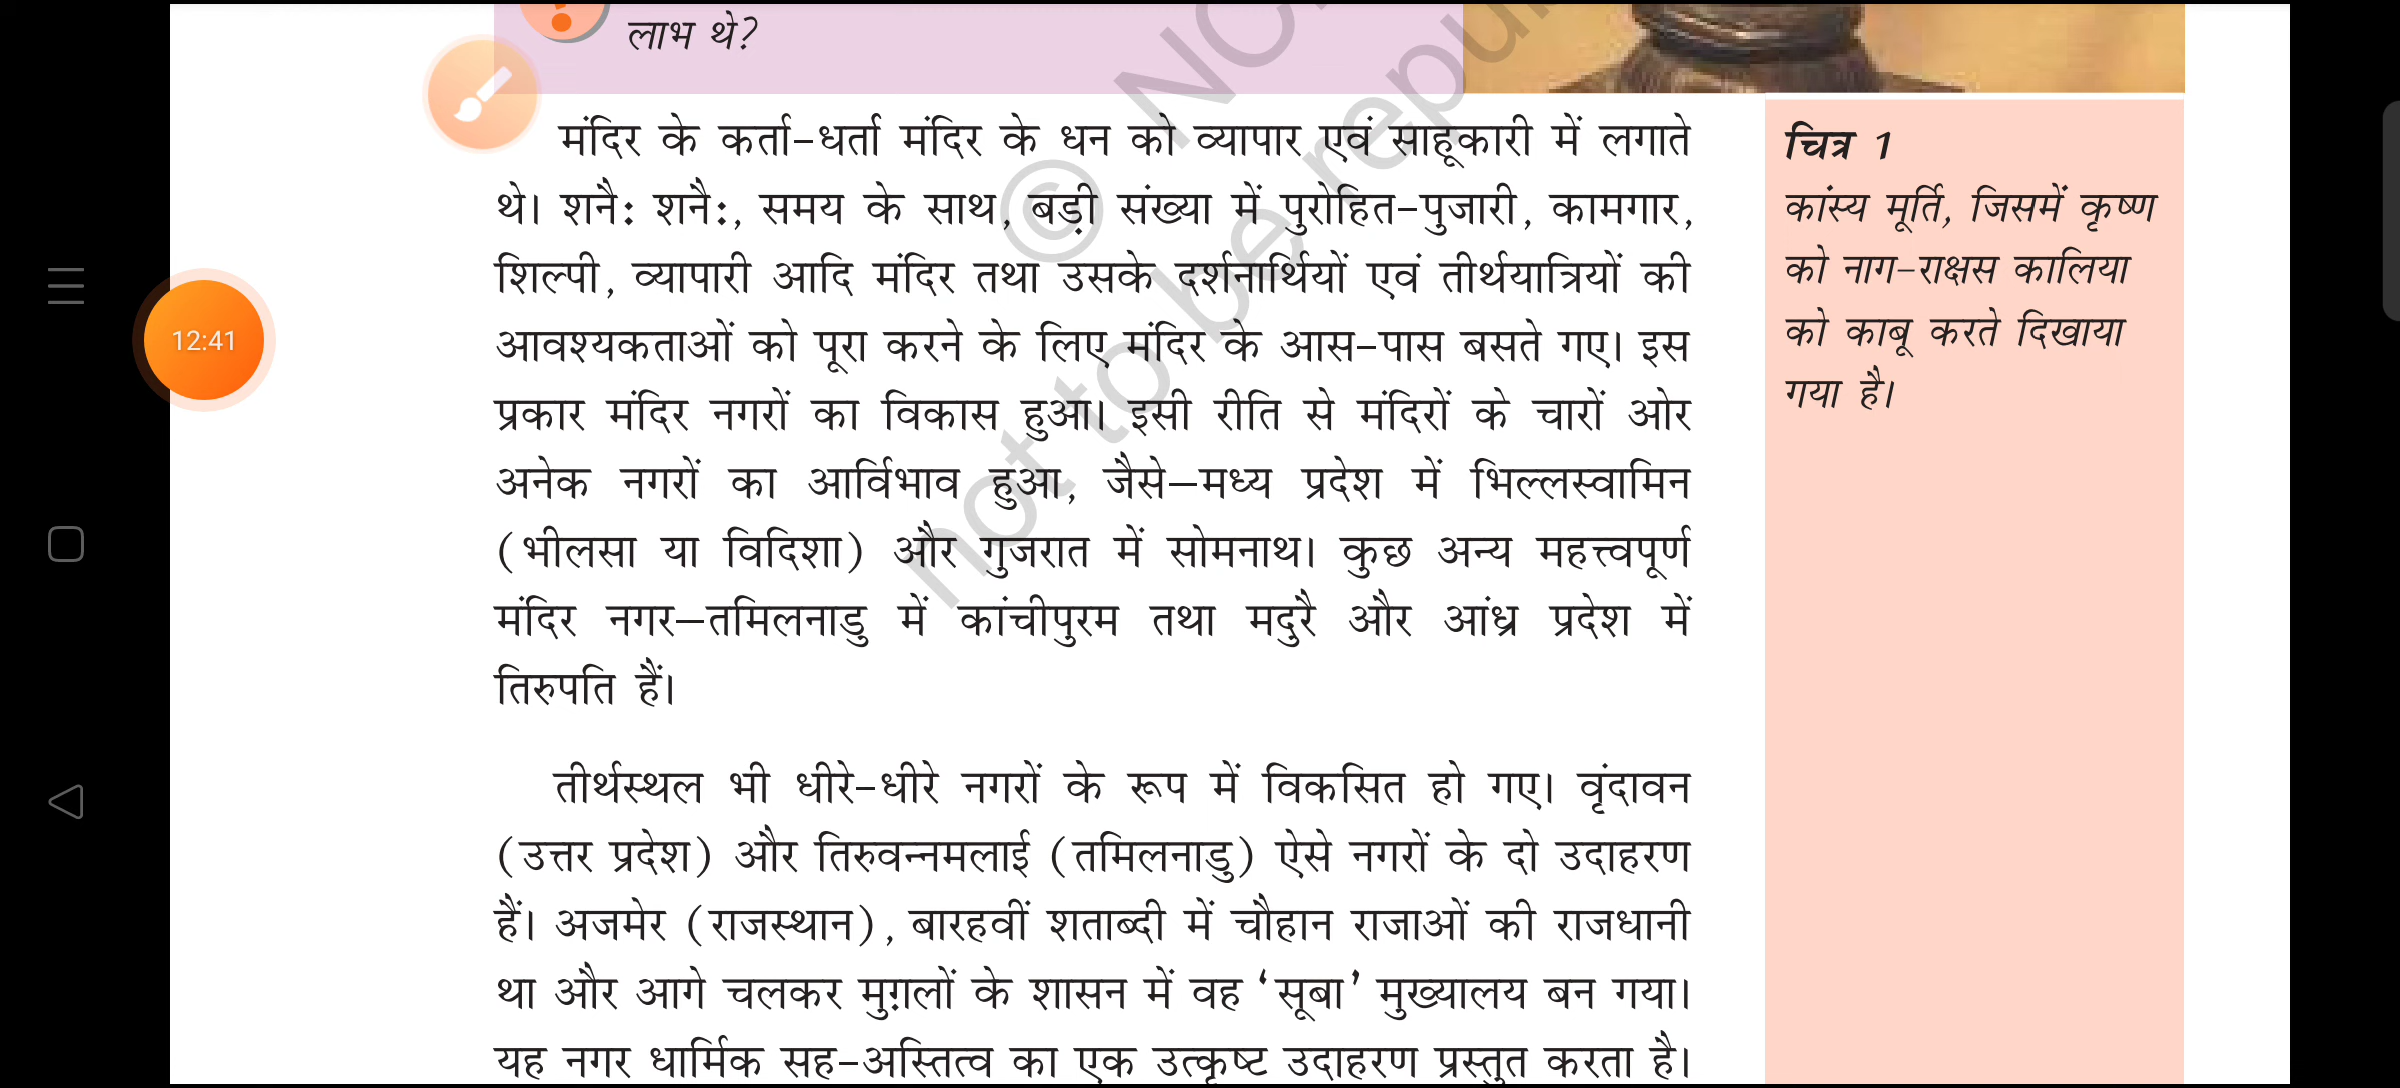 लाभ थे?
मंदिर के कर्ता-धर्ता मंदिर के धन को व्यापार एवं साहूकारी में लगाते
थे। शनै: शनै:, समय के साथ, बड़ी संख्या में पुरोहित-पुजारी, कामगार,
शिल्पी, व्यापारी आदि मंदिर तथा उसके दर्शनार्थियों एवं तीर्थयात्रियों की
आवश्यकताओं को पूरा करने के लिए मंदिर के आस-पास बसते गए। इस
प्रकार मंदिर नगरों का विकास हुआ। इसी रीति से मंदिरों के चारों ओर
अनेक नगरों का आर्विभाव हुआ, जैसे—मध्य प्रदेश में भिल्लस्वामिन
(भीलसा या विदिशा) और गुजरात में सोमनाथ। कुछ अन्य महत्त्वपूर्ण
मंदिर नगर—तमिलनाडु में कांचीपुरम तथा मदुरै और आंध्र प्रदेश में
तिरुपति हैं।
तीर्थस्थल भी धीरे-धीरे नगरों के रूप में विकसित हो गए। वृंदावन
(उत्तर प्रदेश) और तिरुवन्नमलाई (तमिलनाडु) ऐसे नगरों के दो उदाहरण
हैं। अजमेर (राजस्थान), बारहवीं शताब्दी में चौहान राजाओं की राजधानी
था और आगे चलकर मुग़लों के शासन में वह ‘सूबा’ मुख्यालय बन गया।
यह नगर धार्मिक सह-अस्तित्व का एक उत्कृष्ट उदाहरण प्रस्तुत करता है।
चित्र 1
कांस्य मूर्ति, जिसमें कृष्ण
को नाग-राक्षस कालिया
को काबू करते दिखाया
गया है।
12:41
© NC
not to be repu